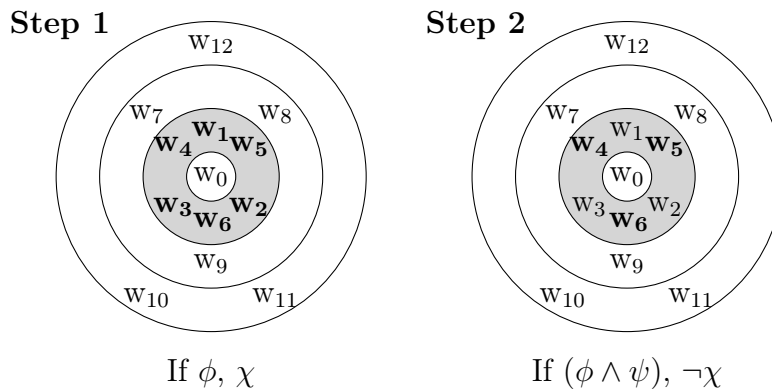 Step 1
w₁₂
w₇ w₈
w₁
w₄ w₅
w₀
w₃ w₂
w₆
w₉
w₁₀ w₁₁
If ϕ, χ
Step 2
w₁₂
w₇ w₈
w₁
w₄ w₅
w₀
w₃ w₂
w₆
w₉
w₁₀ w₁₁
If (ϕ ∧ ψ), ¬χ